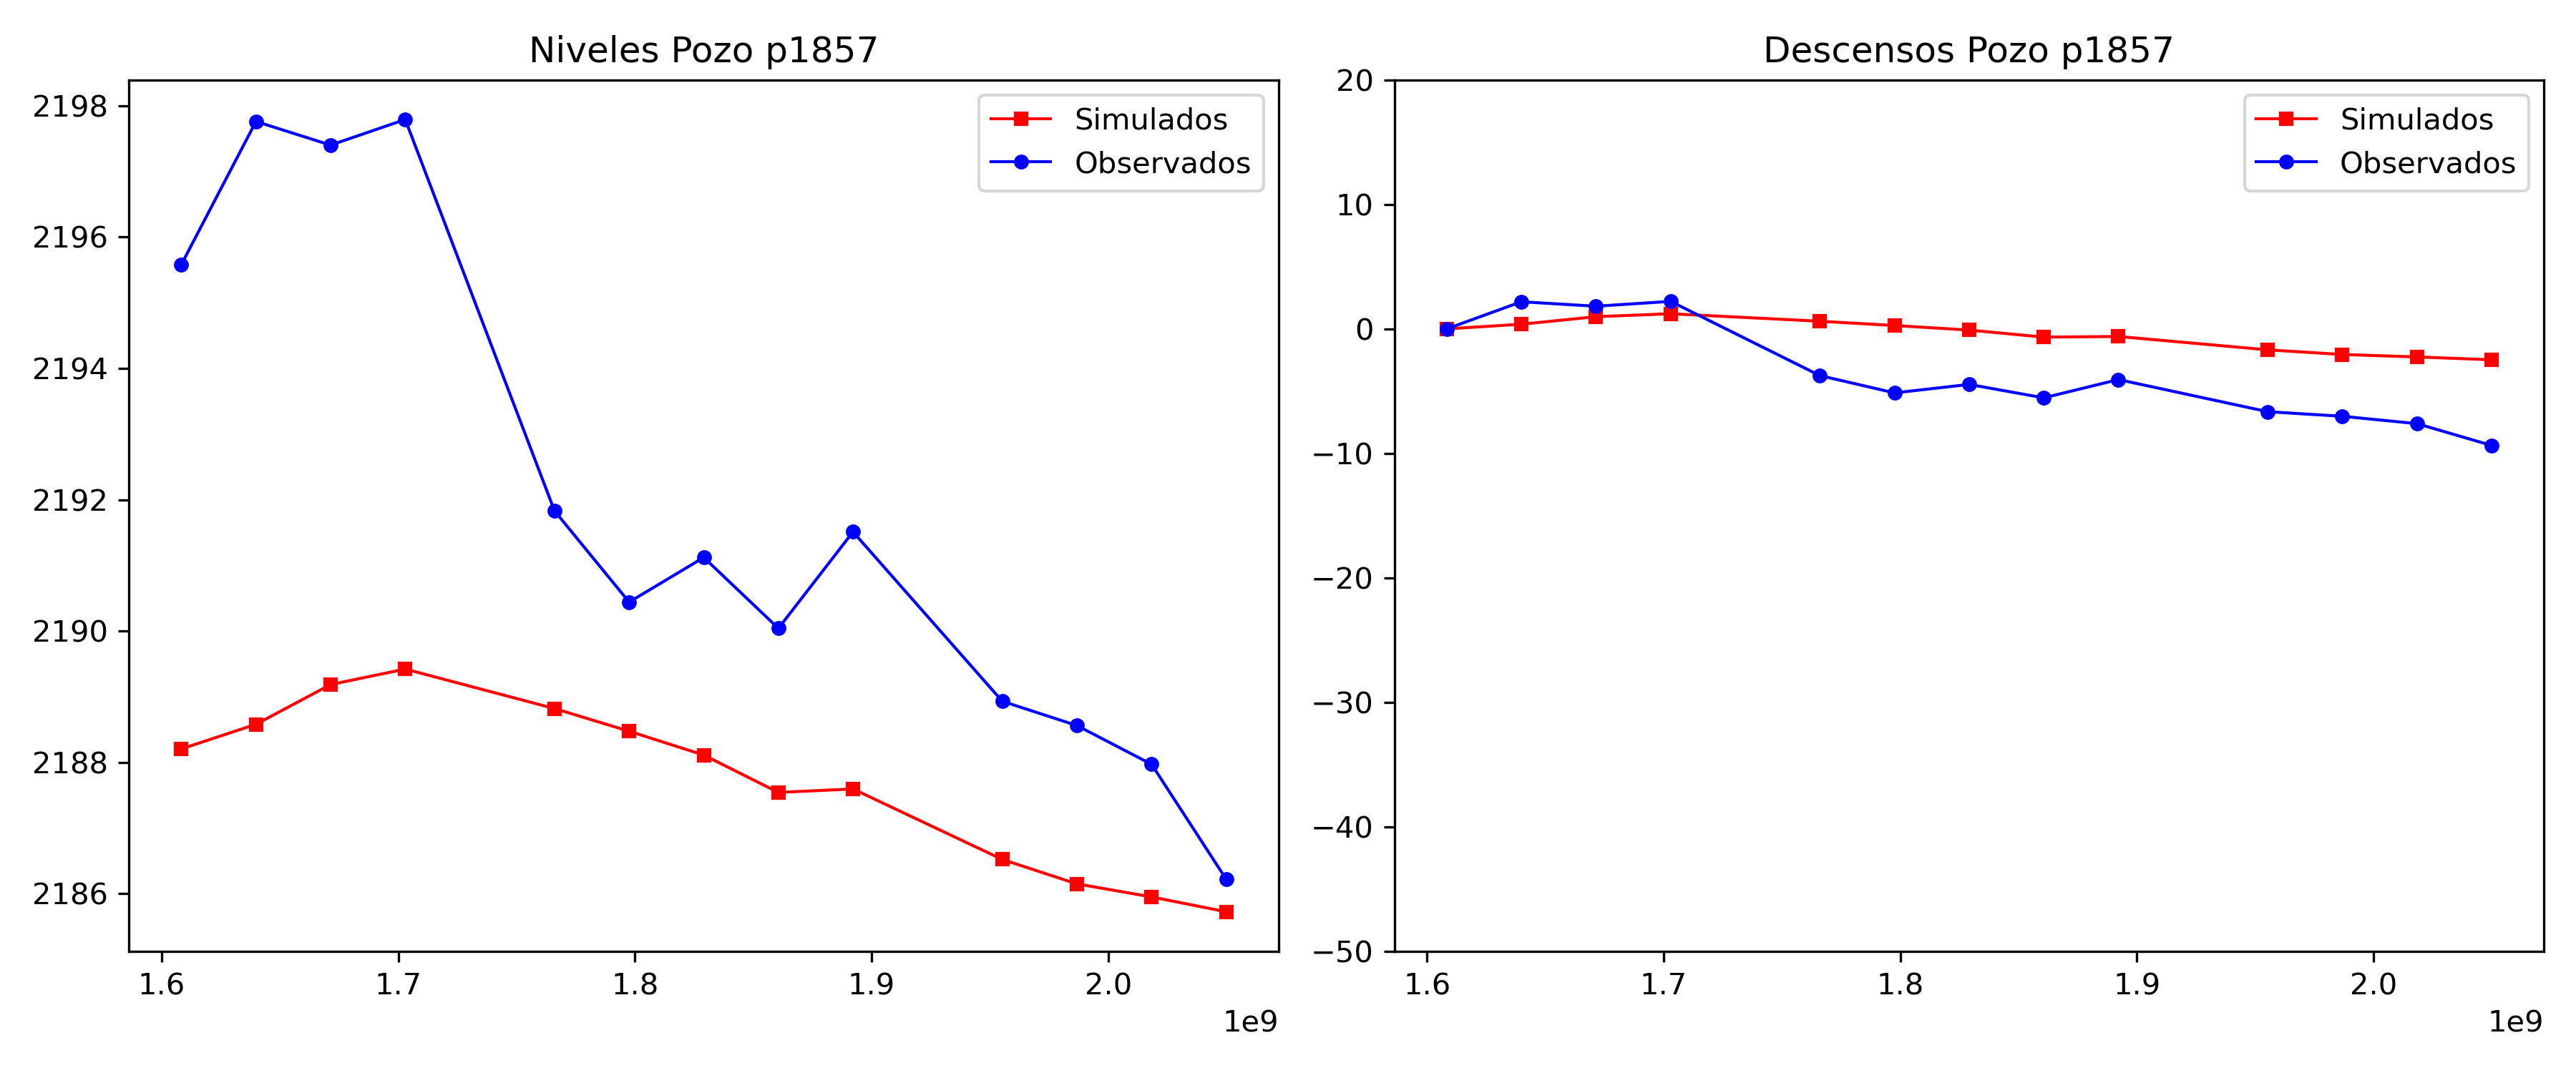 Niveles Pozo p1857
2198
2196
2194
2192
2190
2188
2186
1.6 1.7 1.8 1.9 2.0
1e9
Simulados
Observados
Descensos Pozo p1857
20
10
0
−10
−20
−30
−40
−50
1.6 1.7 1.8 1.9 2.0
1e9
Simulados
Observados